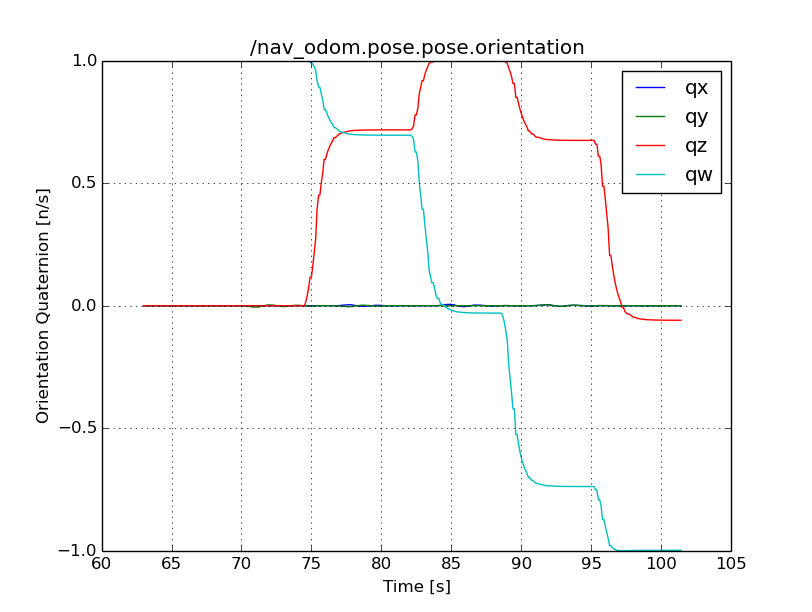 /nav_odom.pose.pose.orientation
Orientation Quaternion [n/s]
1.0
0.5
0.0
−0.5
−1.0
qx
qy
qz
qw
60 65 70 75 80 85 90 95 100 105
Time [s]